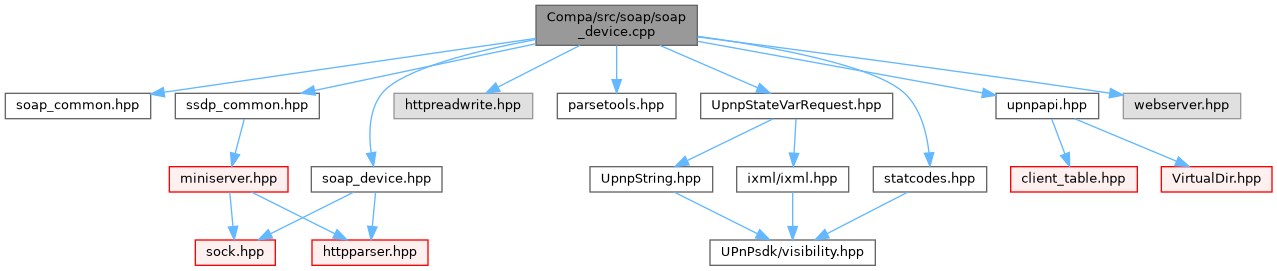 Compa/src/soap/soap
_device.cpp
soap_common.hpp
ssdp_common.hpp
httpreadwrite.hpp
parsetools.hpp
UpnpStateVarRequest.hpp
upnpapi.hpp
webserver.hpp
miniserver.hpp
soap_device.hpp
UpnpString.hpp
ixml/ixml.hpp
statcodes.hpp
client_table.hpp
VirtualDir.hpp
sock.hpp
httpparser.hpp
UPnPsdk/visibility.hpp